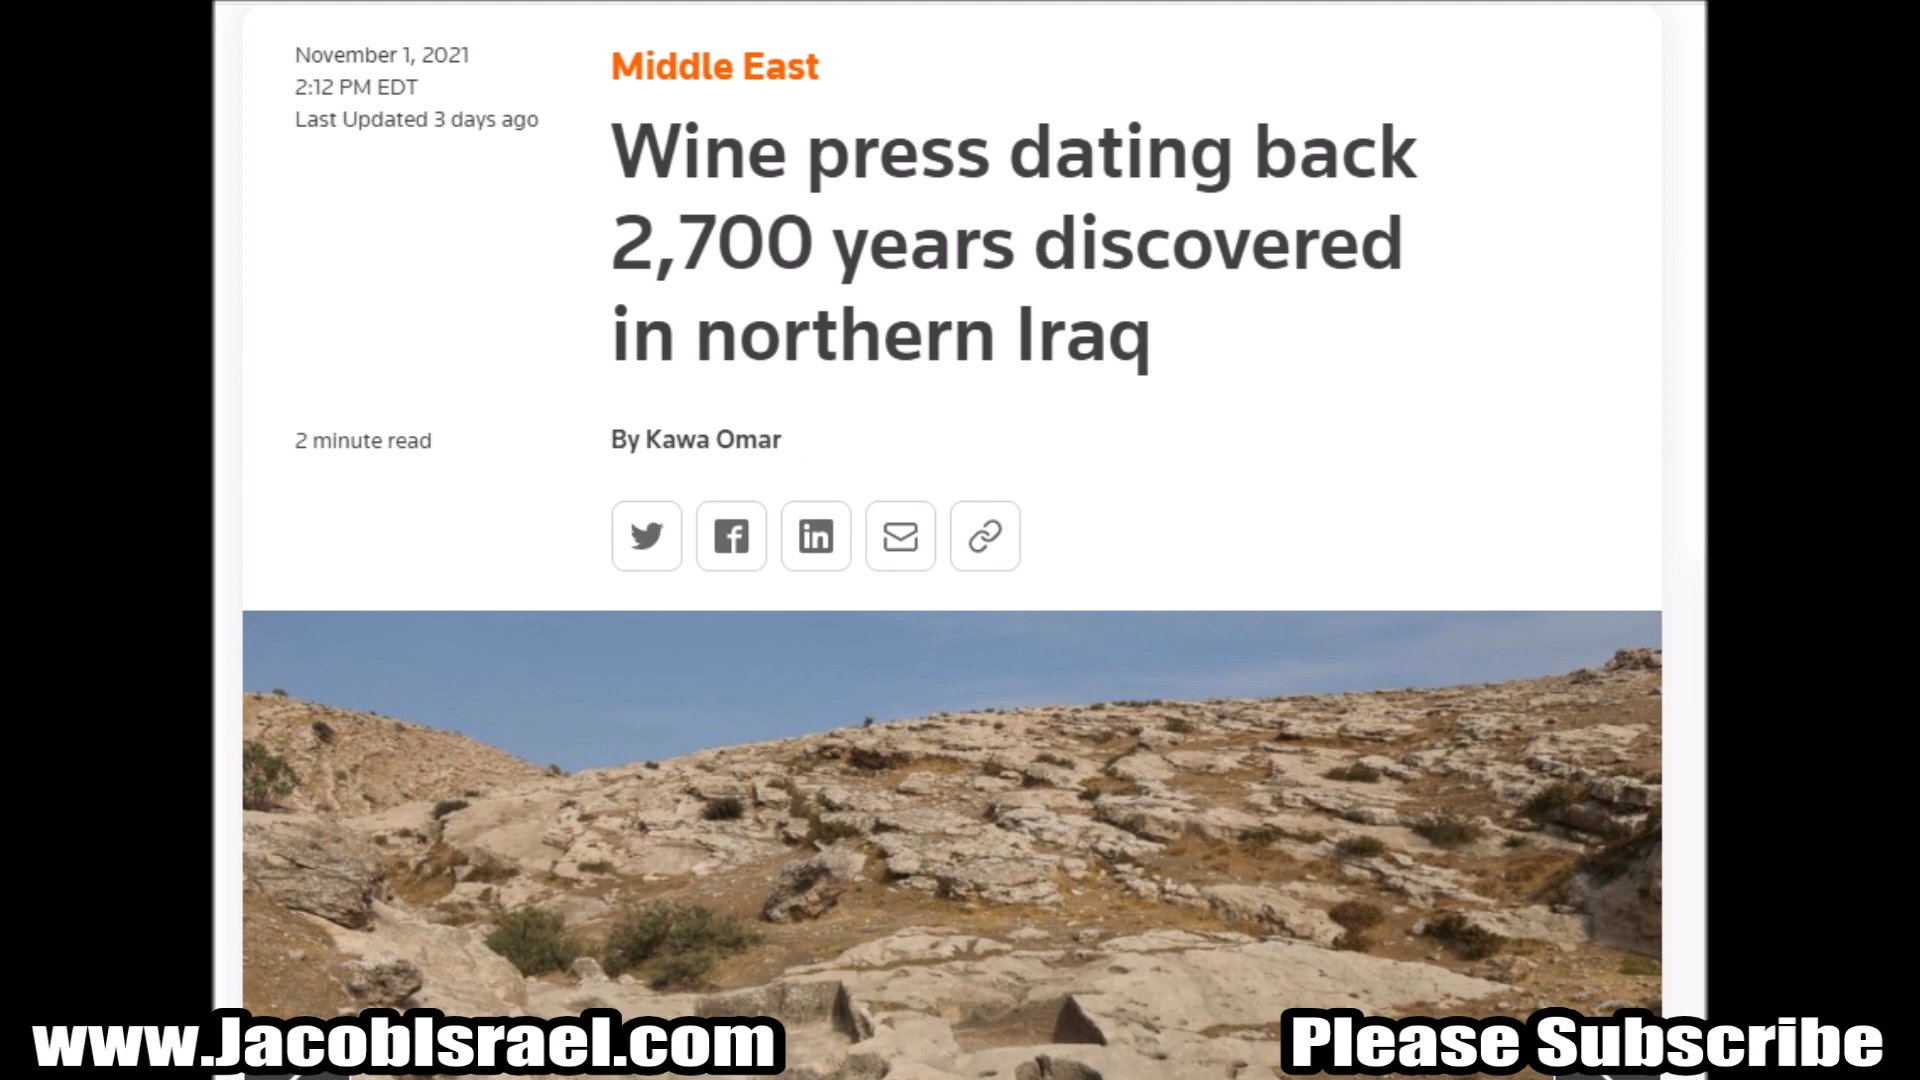 November 1, 2021
2:12 PM EDT
Last Updated 3 days ago
Middle East
Wine press dating back
2,700 years discovered
in northern Iraq
2 minute read
By Kawa Omar
www.JacobIsrael.com
Please Subscribe